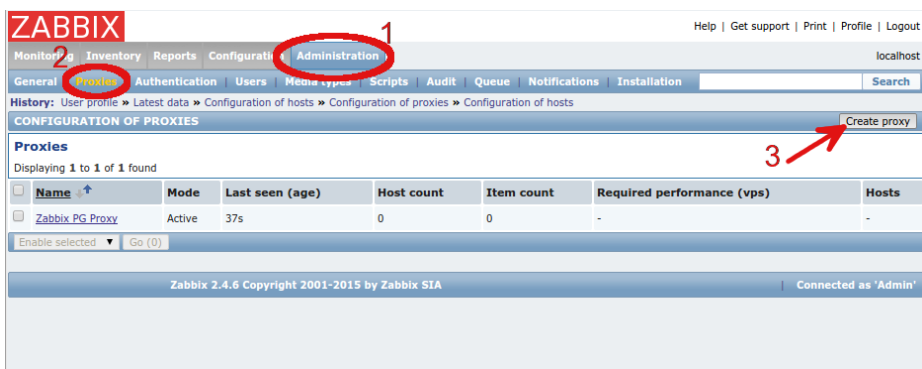 ZABBIX
Help | Get support | Print | Profile | Logout
1
2
Monitoring Inventory Reports Configuration Administration localhost
General Proxies Authentication | Users | Media types | Scripts | Audit | Queue | Notifications | Installation Search
History: User profile » Latest data » Configuration of hosts » Configuration of proxies » Configuration of hosts
CONFIGURATION OF PROXIES Create proxy
3
Proxies
Displaying 1 to 1 of 1 found
Name Mode Last seen (age) Host count Item count Required performance (vps) Hosts
Zabbix PG Proxy Active 37s 0 0 - -
Enable selected Go (0)
Zabbix 2.4.6 Copyright 2001-2015 by Zabbix SIA | Connected as 'Admin'